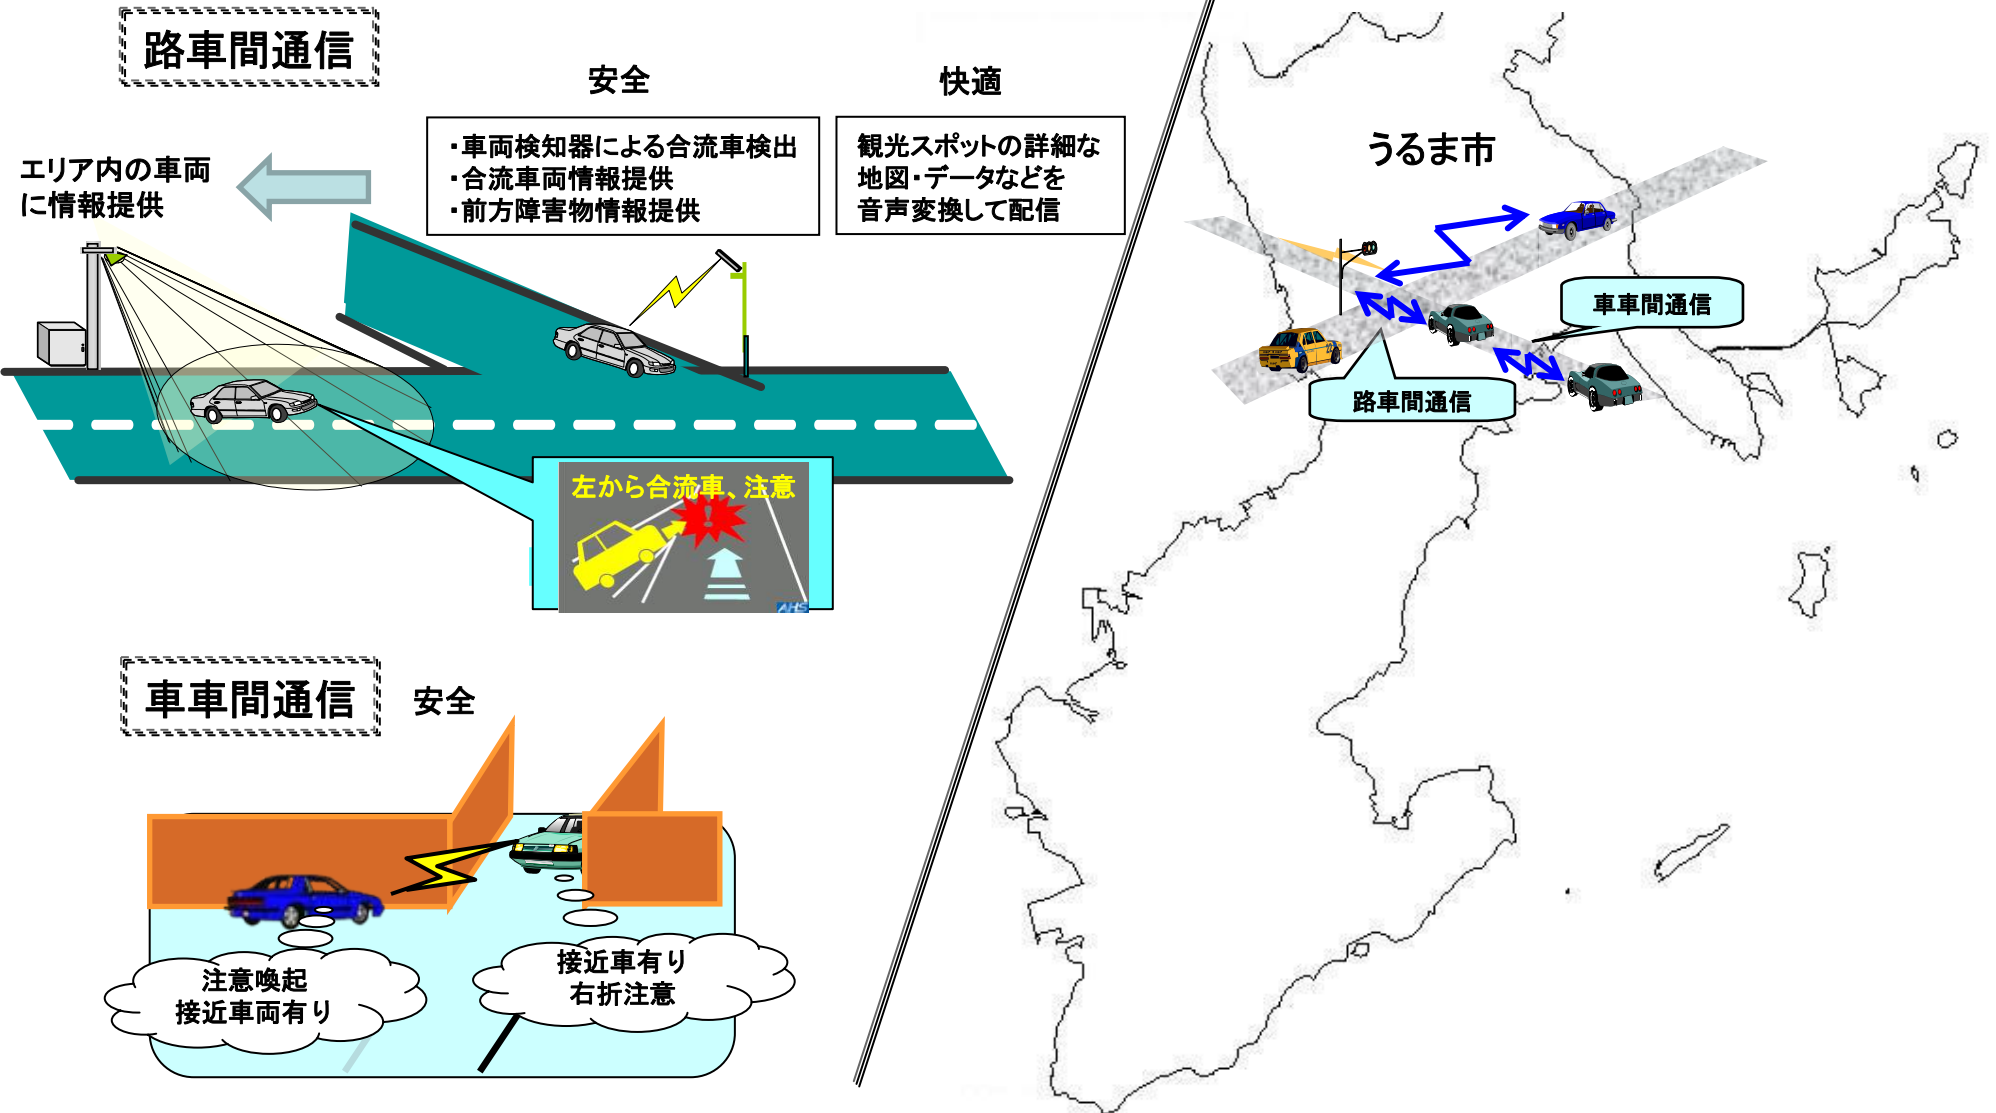 路車間通信
安全
快適
エリア内の車両
に情報提供
・車両検知器による合流車検出
・合流車両情報提供
・前方障害物情報提供
観光スポットの詳細な
地図・データなどを
音声変換して配信
左から合流車、注意
!
AHS
車車間通信
安全
注意喚起
接近車両有り
接近車有り
右折注意
うるま市
車車間通信
路車間通信